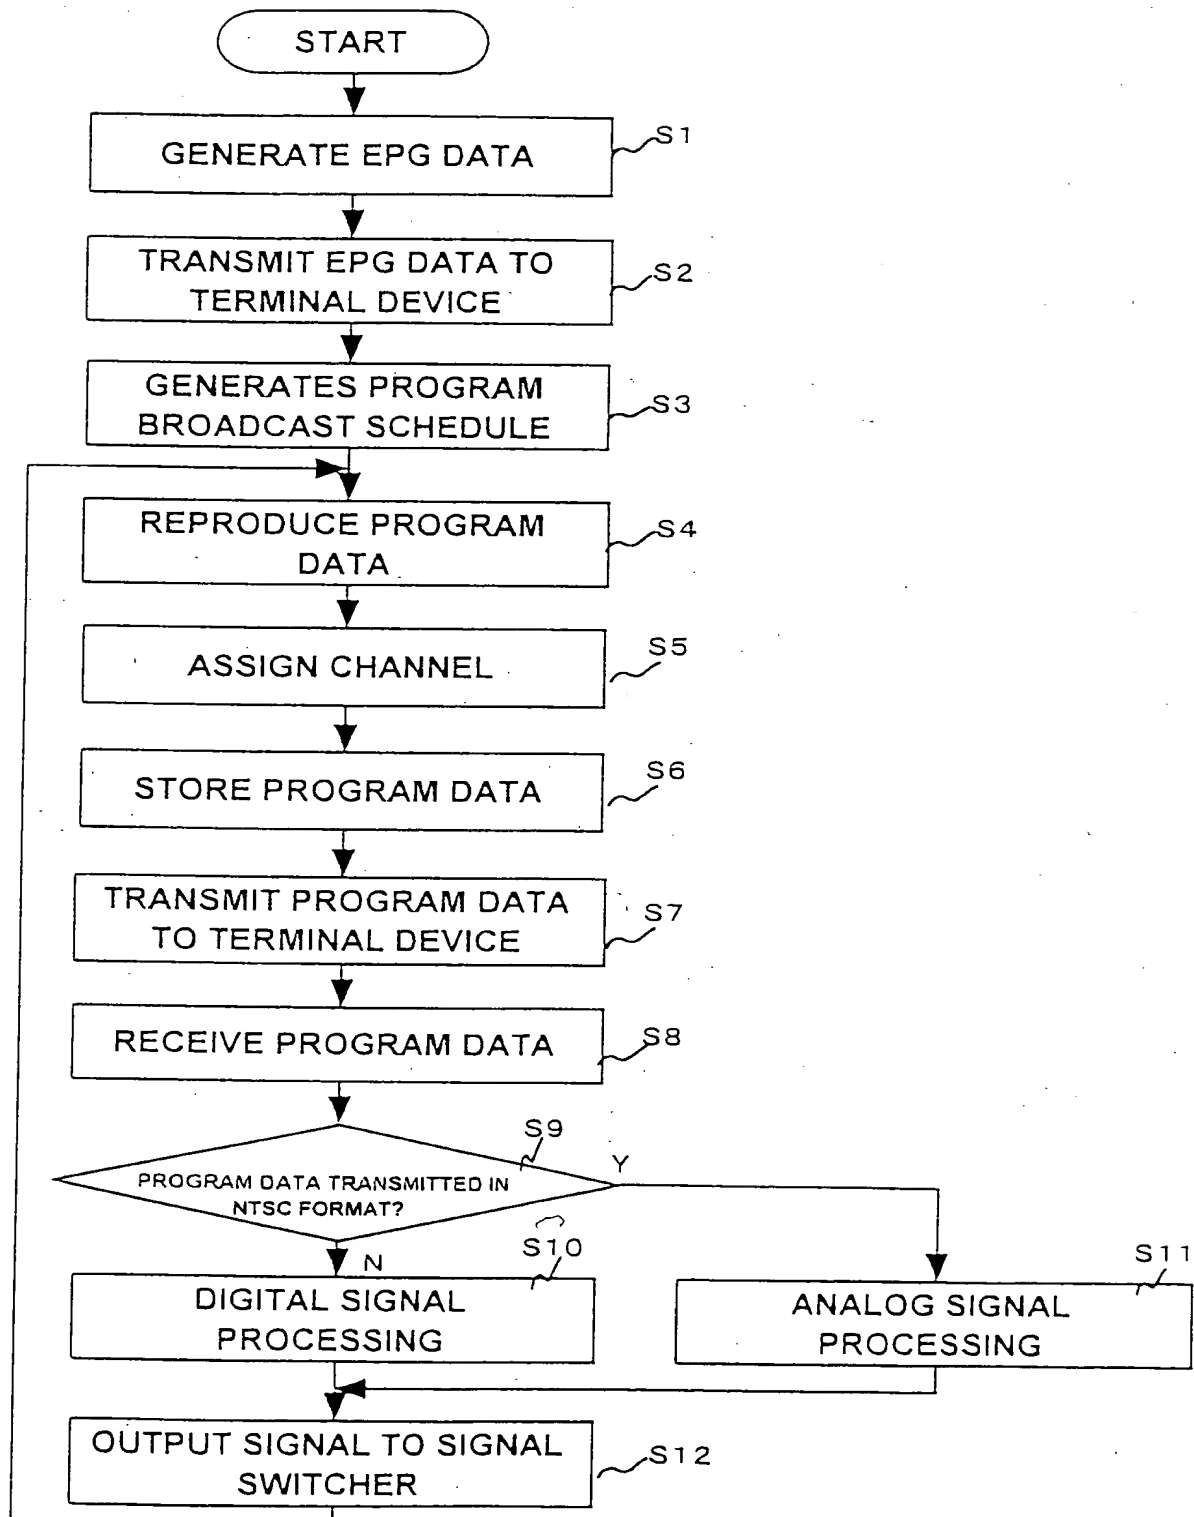 START
GENERATE EPG DATA
S1
TRANSMIT EPG DATA TO
TERMINAL DEVICE
S2
GENERATES PROGRAM
BROADCAST SCHEDULE
S3
REPRODUCE PROGRAM
DATA
S4
ASSIGN CHANNEL
S5
STORE PROGRAM DATA
S6
TRANSMIT PROGRAM DATA
TO TERMINAL DEVICE
S7
RECEIVE PROGRAM DATA
S8
S9
PROGRAM DATA TRANSMITTED IN
NTSC FORMAT?
Y
N
S10
DIGITAL SIGNAL
PROCESSING
S11
ANALOG SIGNAL
PROCESSING
OUTPUT SIGNAL TO SIGNAL
SWITCHER
S12